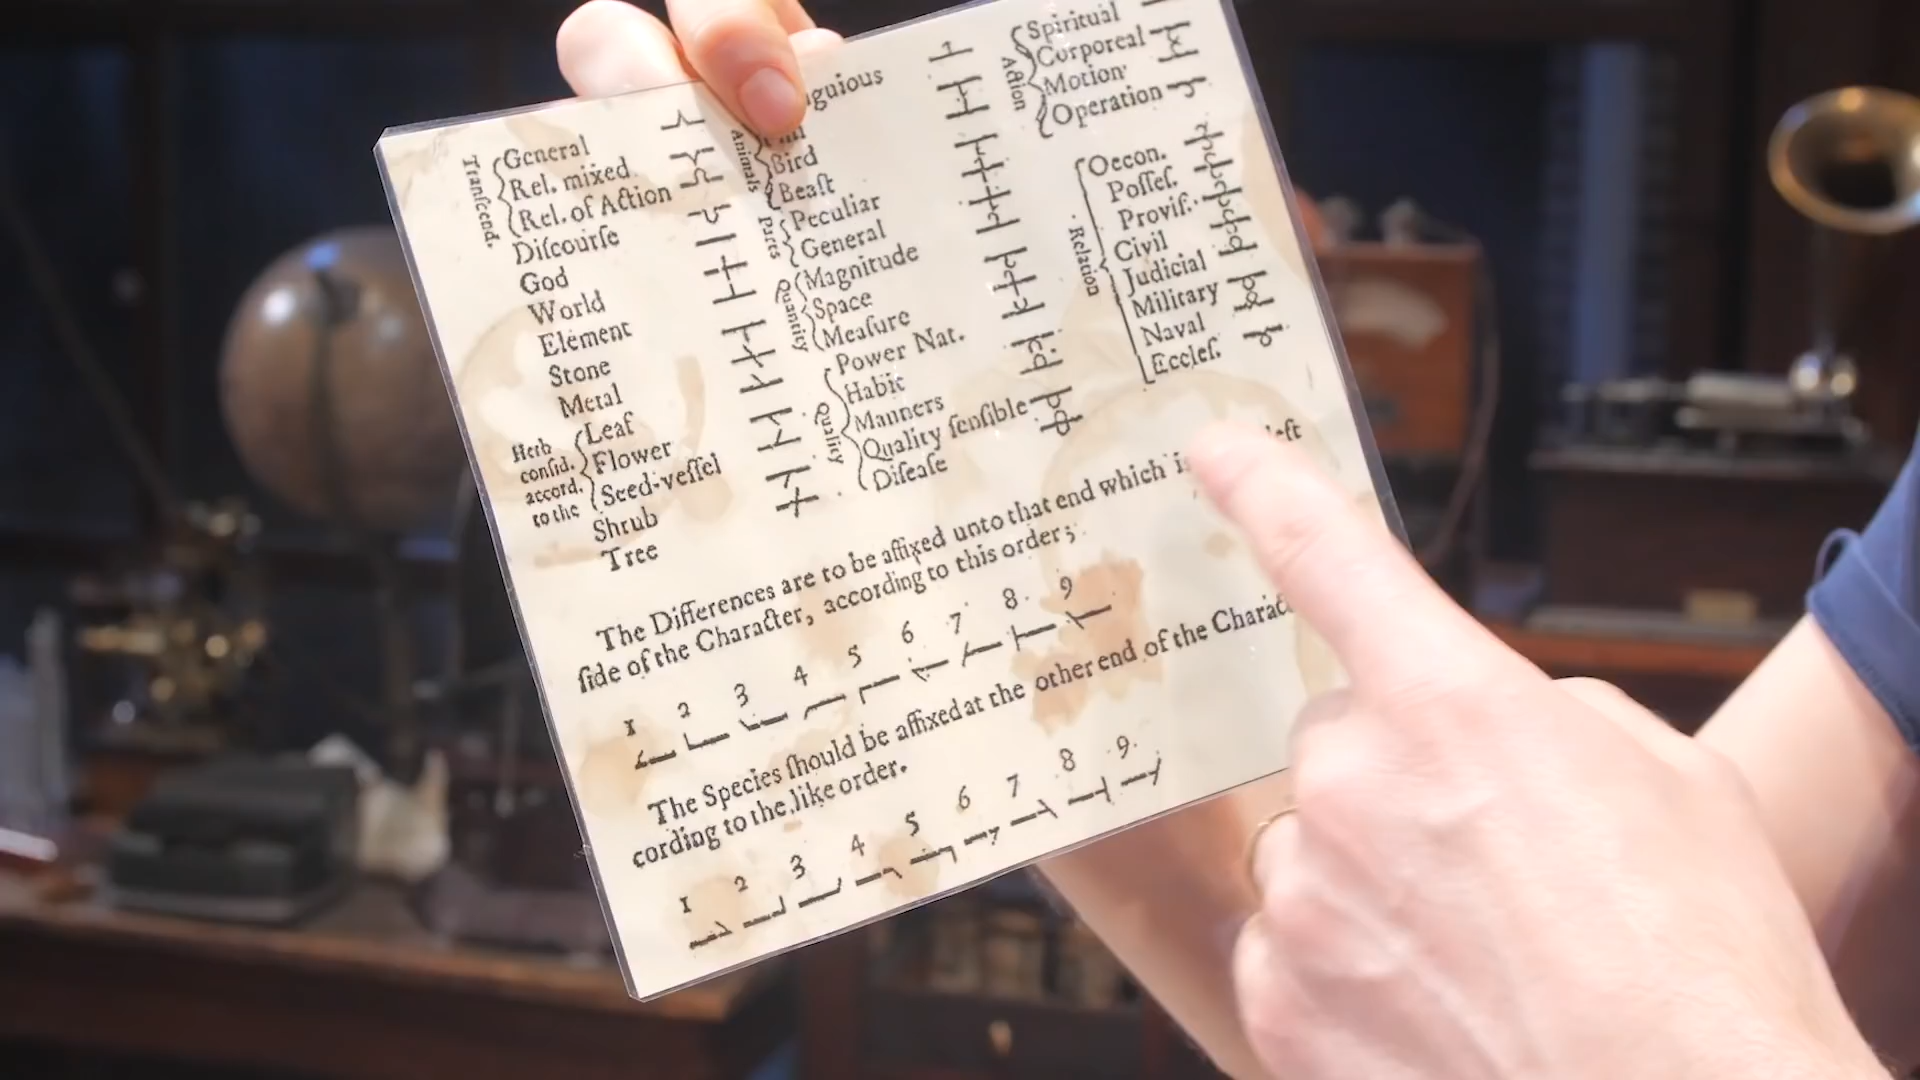 Tranſcend.
General
Rel. mixed
Rel. of Action
Diſcourſe
God
World
Element
Stone
Metal
Herb conſid. accord. to the
Leaf
Flower
Seed-veſſel
Shrub
Tree
Animals
Bird
Beaſt
Parts
Peculiar
General
Quantity
Magnitude
Space
Meaſure
Quality
Power Nat.
Habit
Manners
Quality ſenſible
Diſeaſe
Action
Spiritual
Corporeal
Motion
Operation
Relation
Oecon.
Poſſeſ.
Proviſ.
Civil
Judicial
Military
Naval
Eccleſ.
The Differences are to be affixed unto that end which is left
ſide of the Character, according to this order;
1 2 3 4 5 6 7 8 9
The Species ſhould be affixed at the other end of the
cording to the like order.
1 2 3 4 5 6 7 8 9